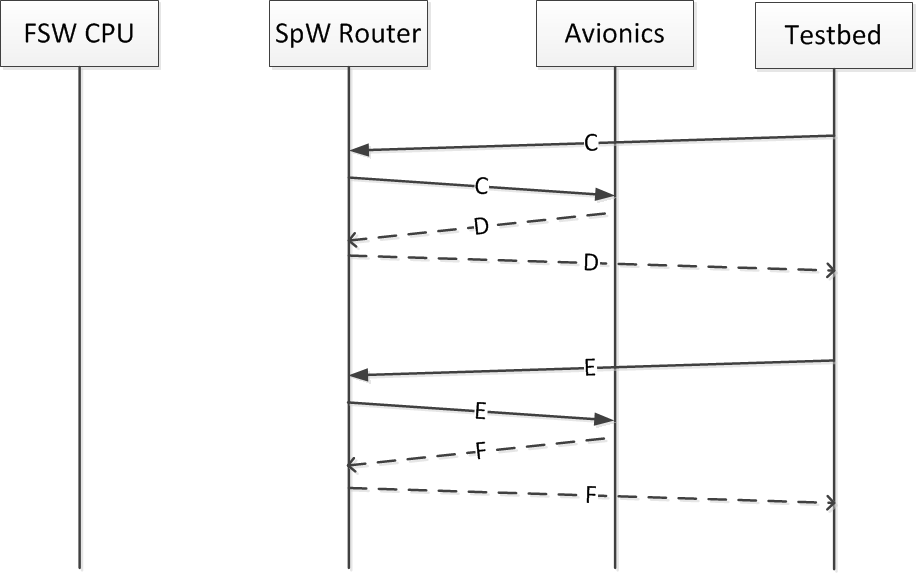 FSW CPU
SpW Router
Avionics
Testbed
C
C
D
D
E
E
F
F